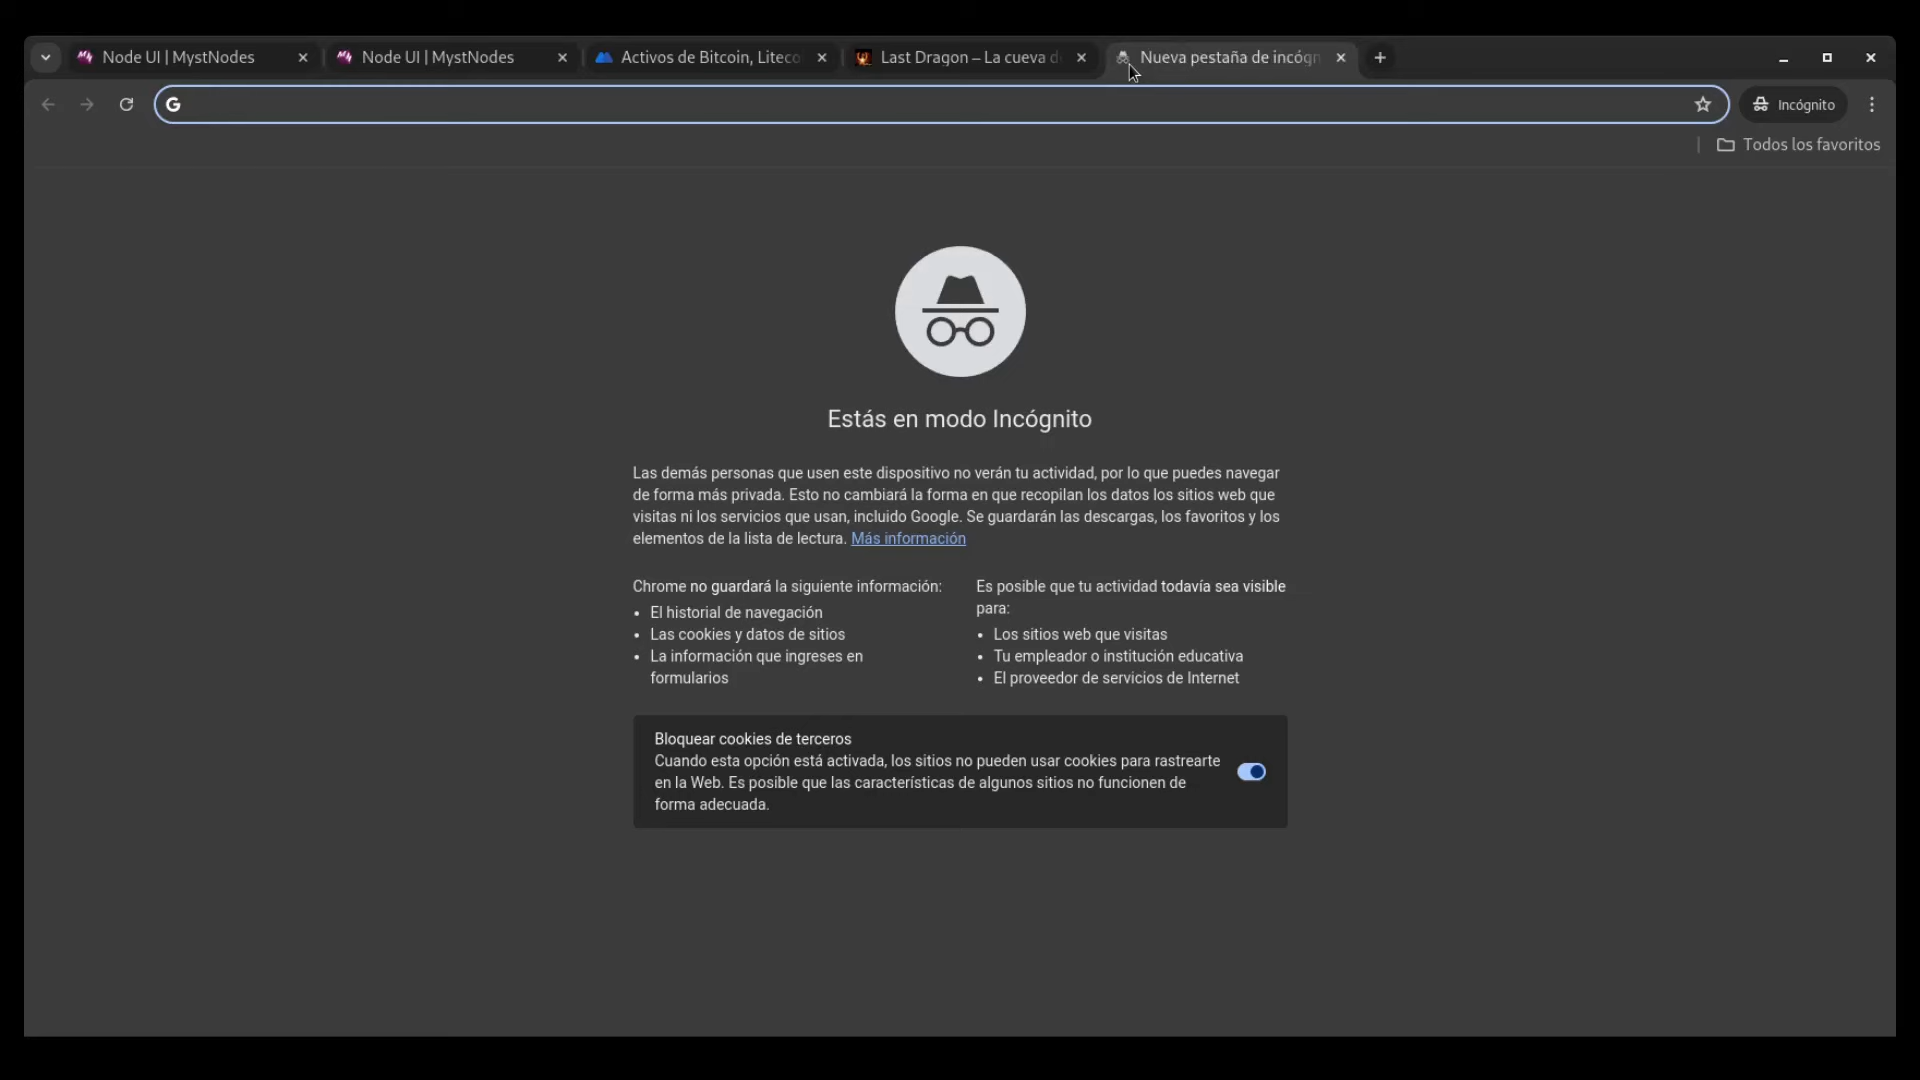 Node UI | MystNodes
Node UI | MystNodes
Activos de Bitcoin, Liteco
Last Dragon – La cueva d
Nueva pestaña de incógn
G
Incógnito
Todos los favoritos
Estás en modo Incógnito
Las demás personas que usen este dispositivo no verán tu actividad, por lo que puedes navegar
de forma más privada. Esto no cambiará la forma en que recopilan los datos los sitios web que
visitas ni los servicios que usan, incluido Google. Se guardarán las descargas, los favoritos y los
elementos de la lista de lectura. Más información
Chrome no guardará la siguiente información:
• El historial de navegación
• Las cookies y datos de sitios
• La información que ingreses en
formularios
Es posible que tu actividad todavía sea visible
para:
• Los sitios web que visitas
• Tu empleador o institución educativa
• El proveedor de servicios de Internet
Bloquear cookies de terceros
Cuando esta opción está activada, los sitios no pueden usar cookies para rastrearte
en la Web. Es posible que las características de algunos sitios no funcionen de
forma adecuada.